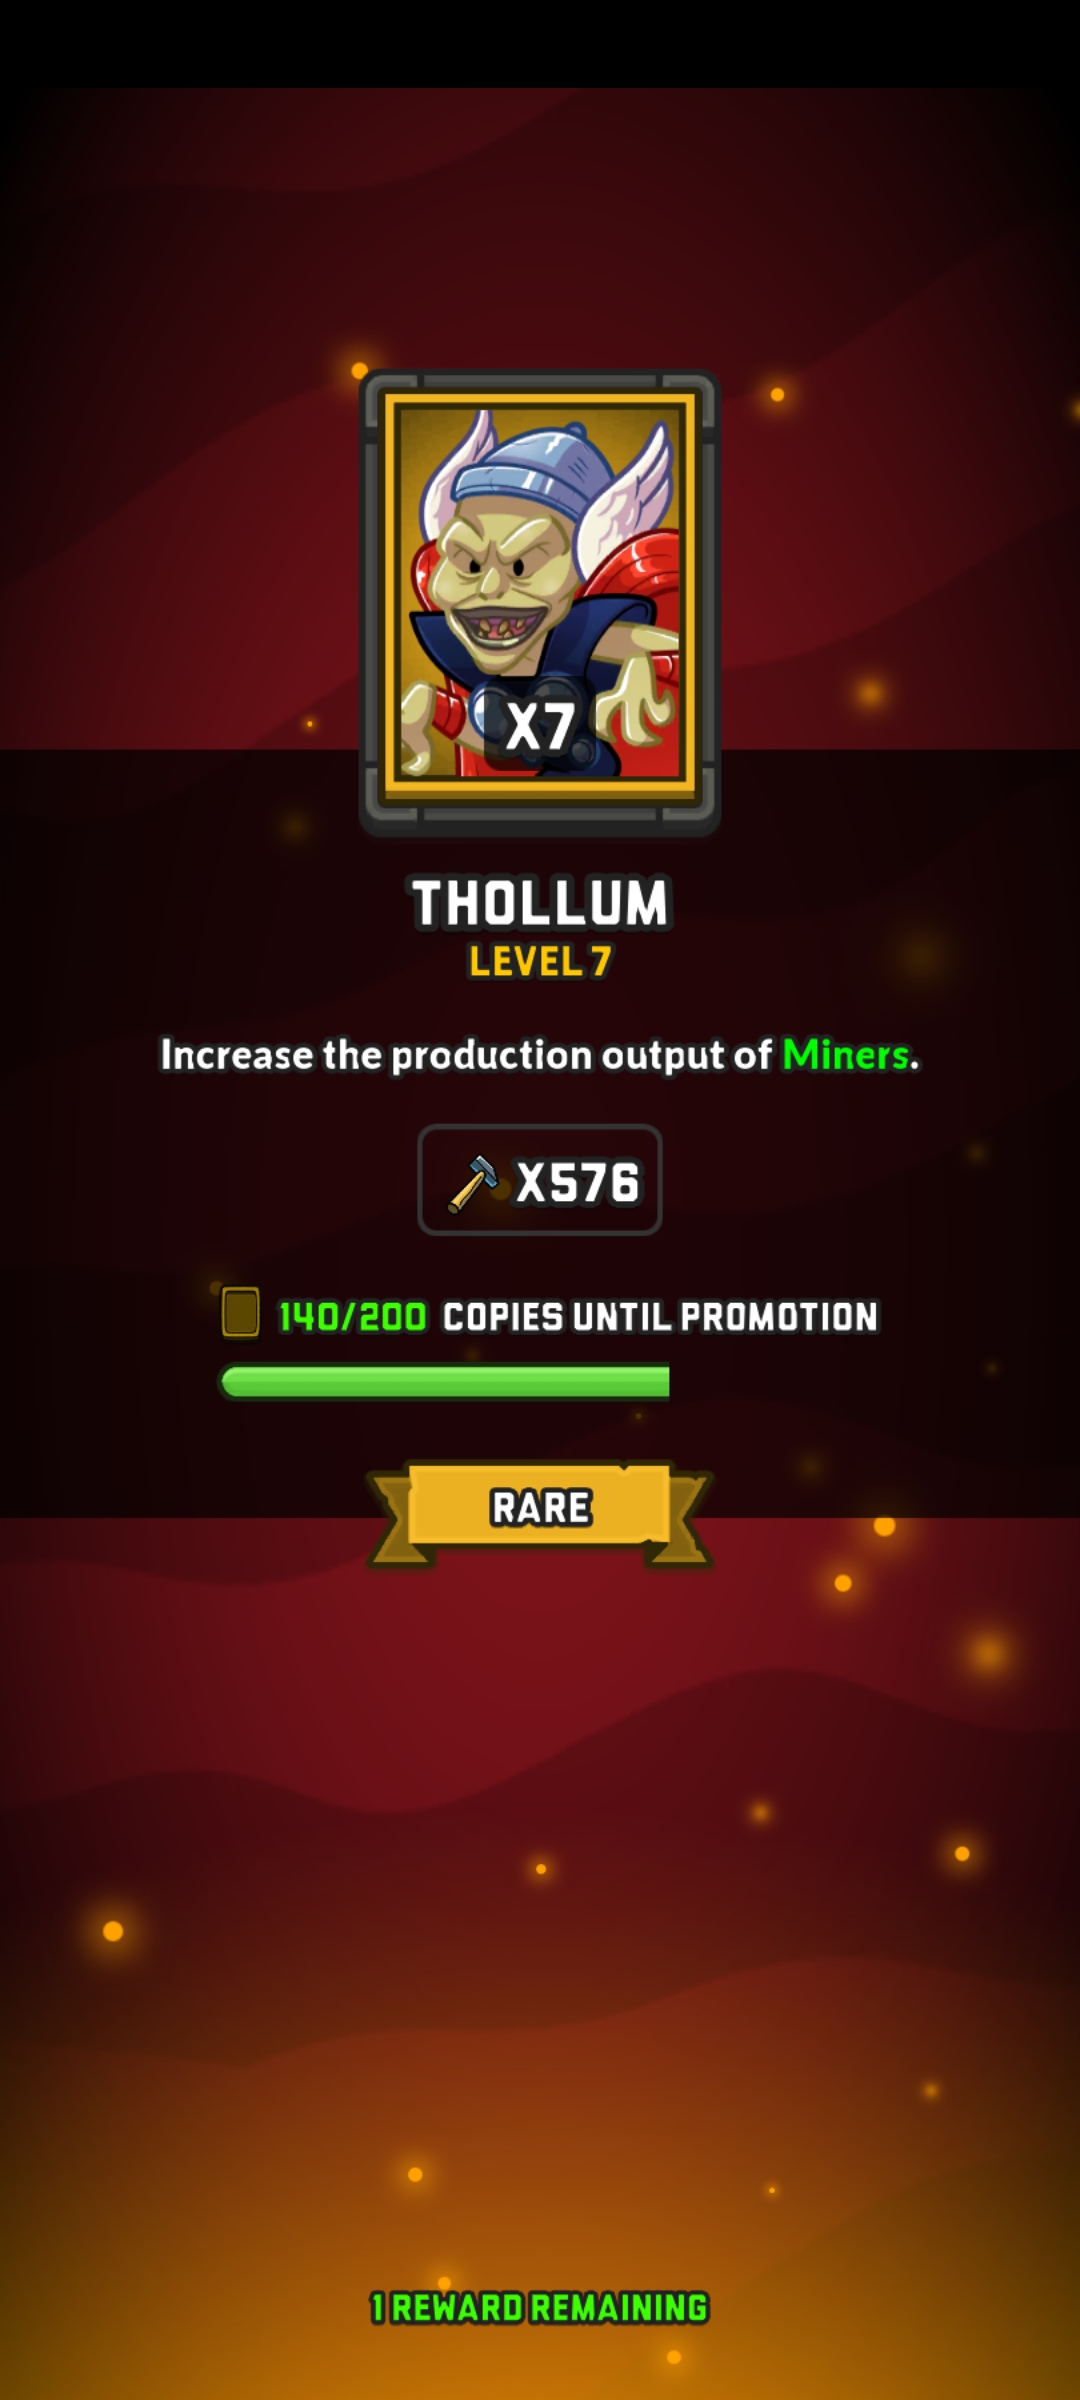 X7
THOLLUM
LEVEL 7
Increase the production output of Miners.
X576
140/200 COPIES UNTIL PROMOTION
RARE
1 REWARD REMAINING